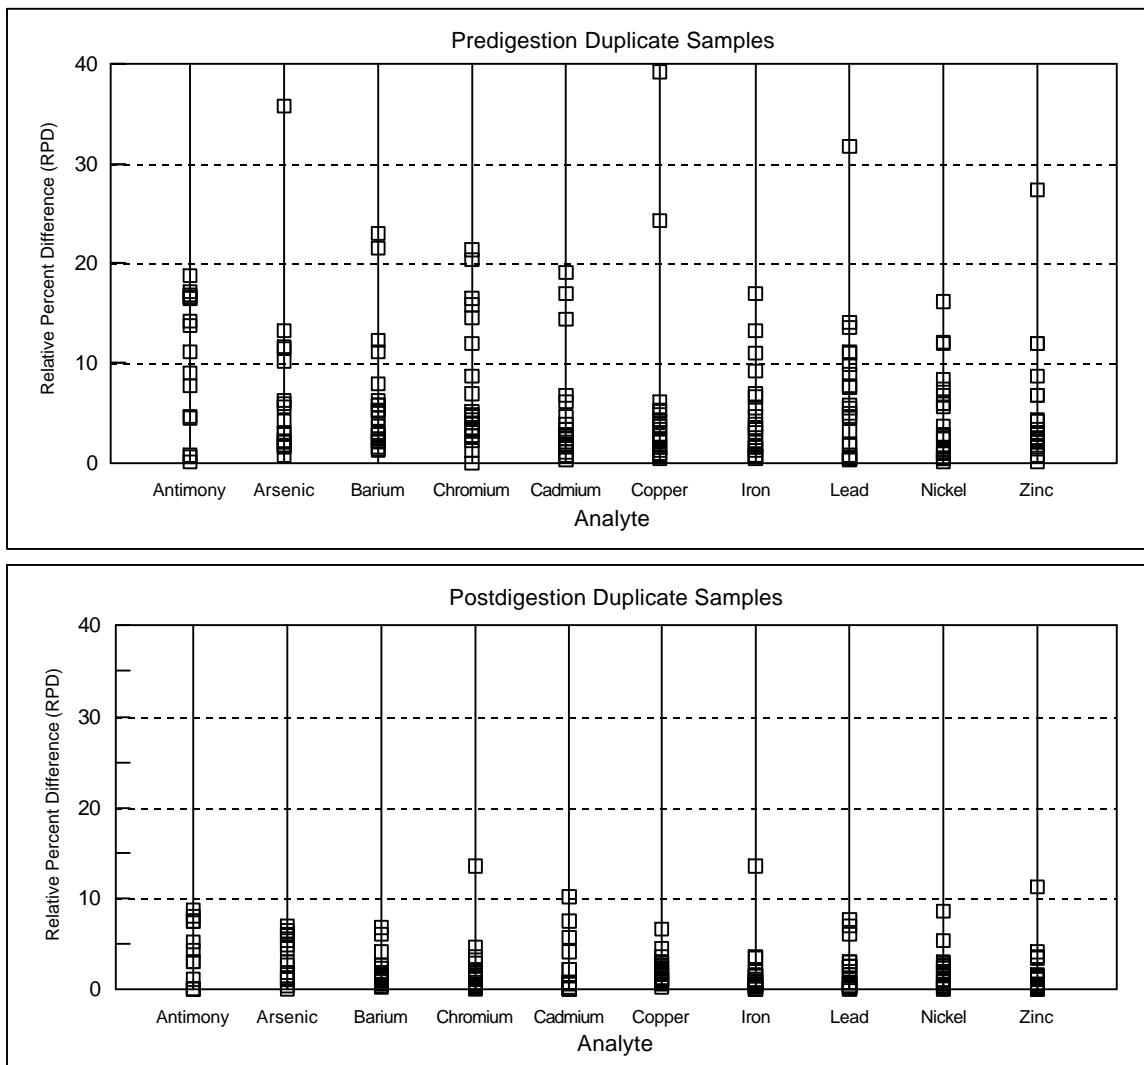 Predigestion Duplicate Samples
Relative Percent Difference (RPD)
40
30
20
10
0
Antimony Arsenic Barium Chromium Cadmium Copper Iron Lead Nickel Zinc
Analyte
Postdigestion Duplicate Samples
Relative Percent Difference (RPD)
40
30
20
10
0
Antimony Arsenic Barium Chromium Cadmium Copper Iron Lead Nickel Zinc
Analyte